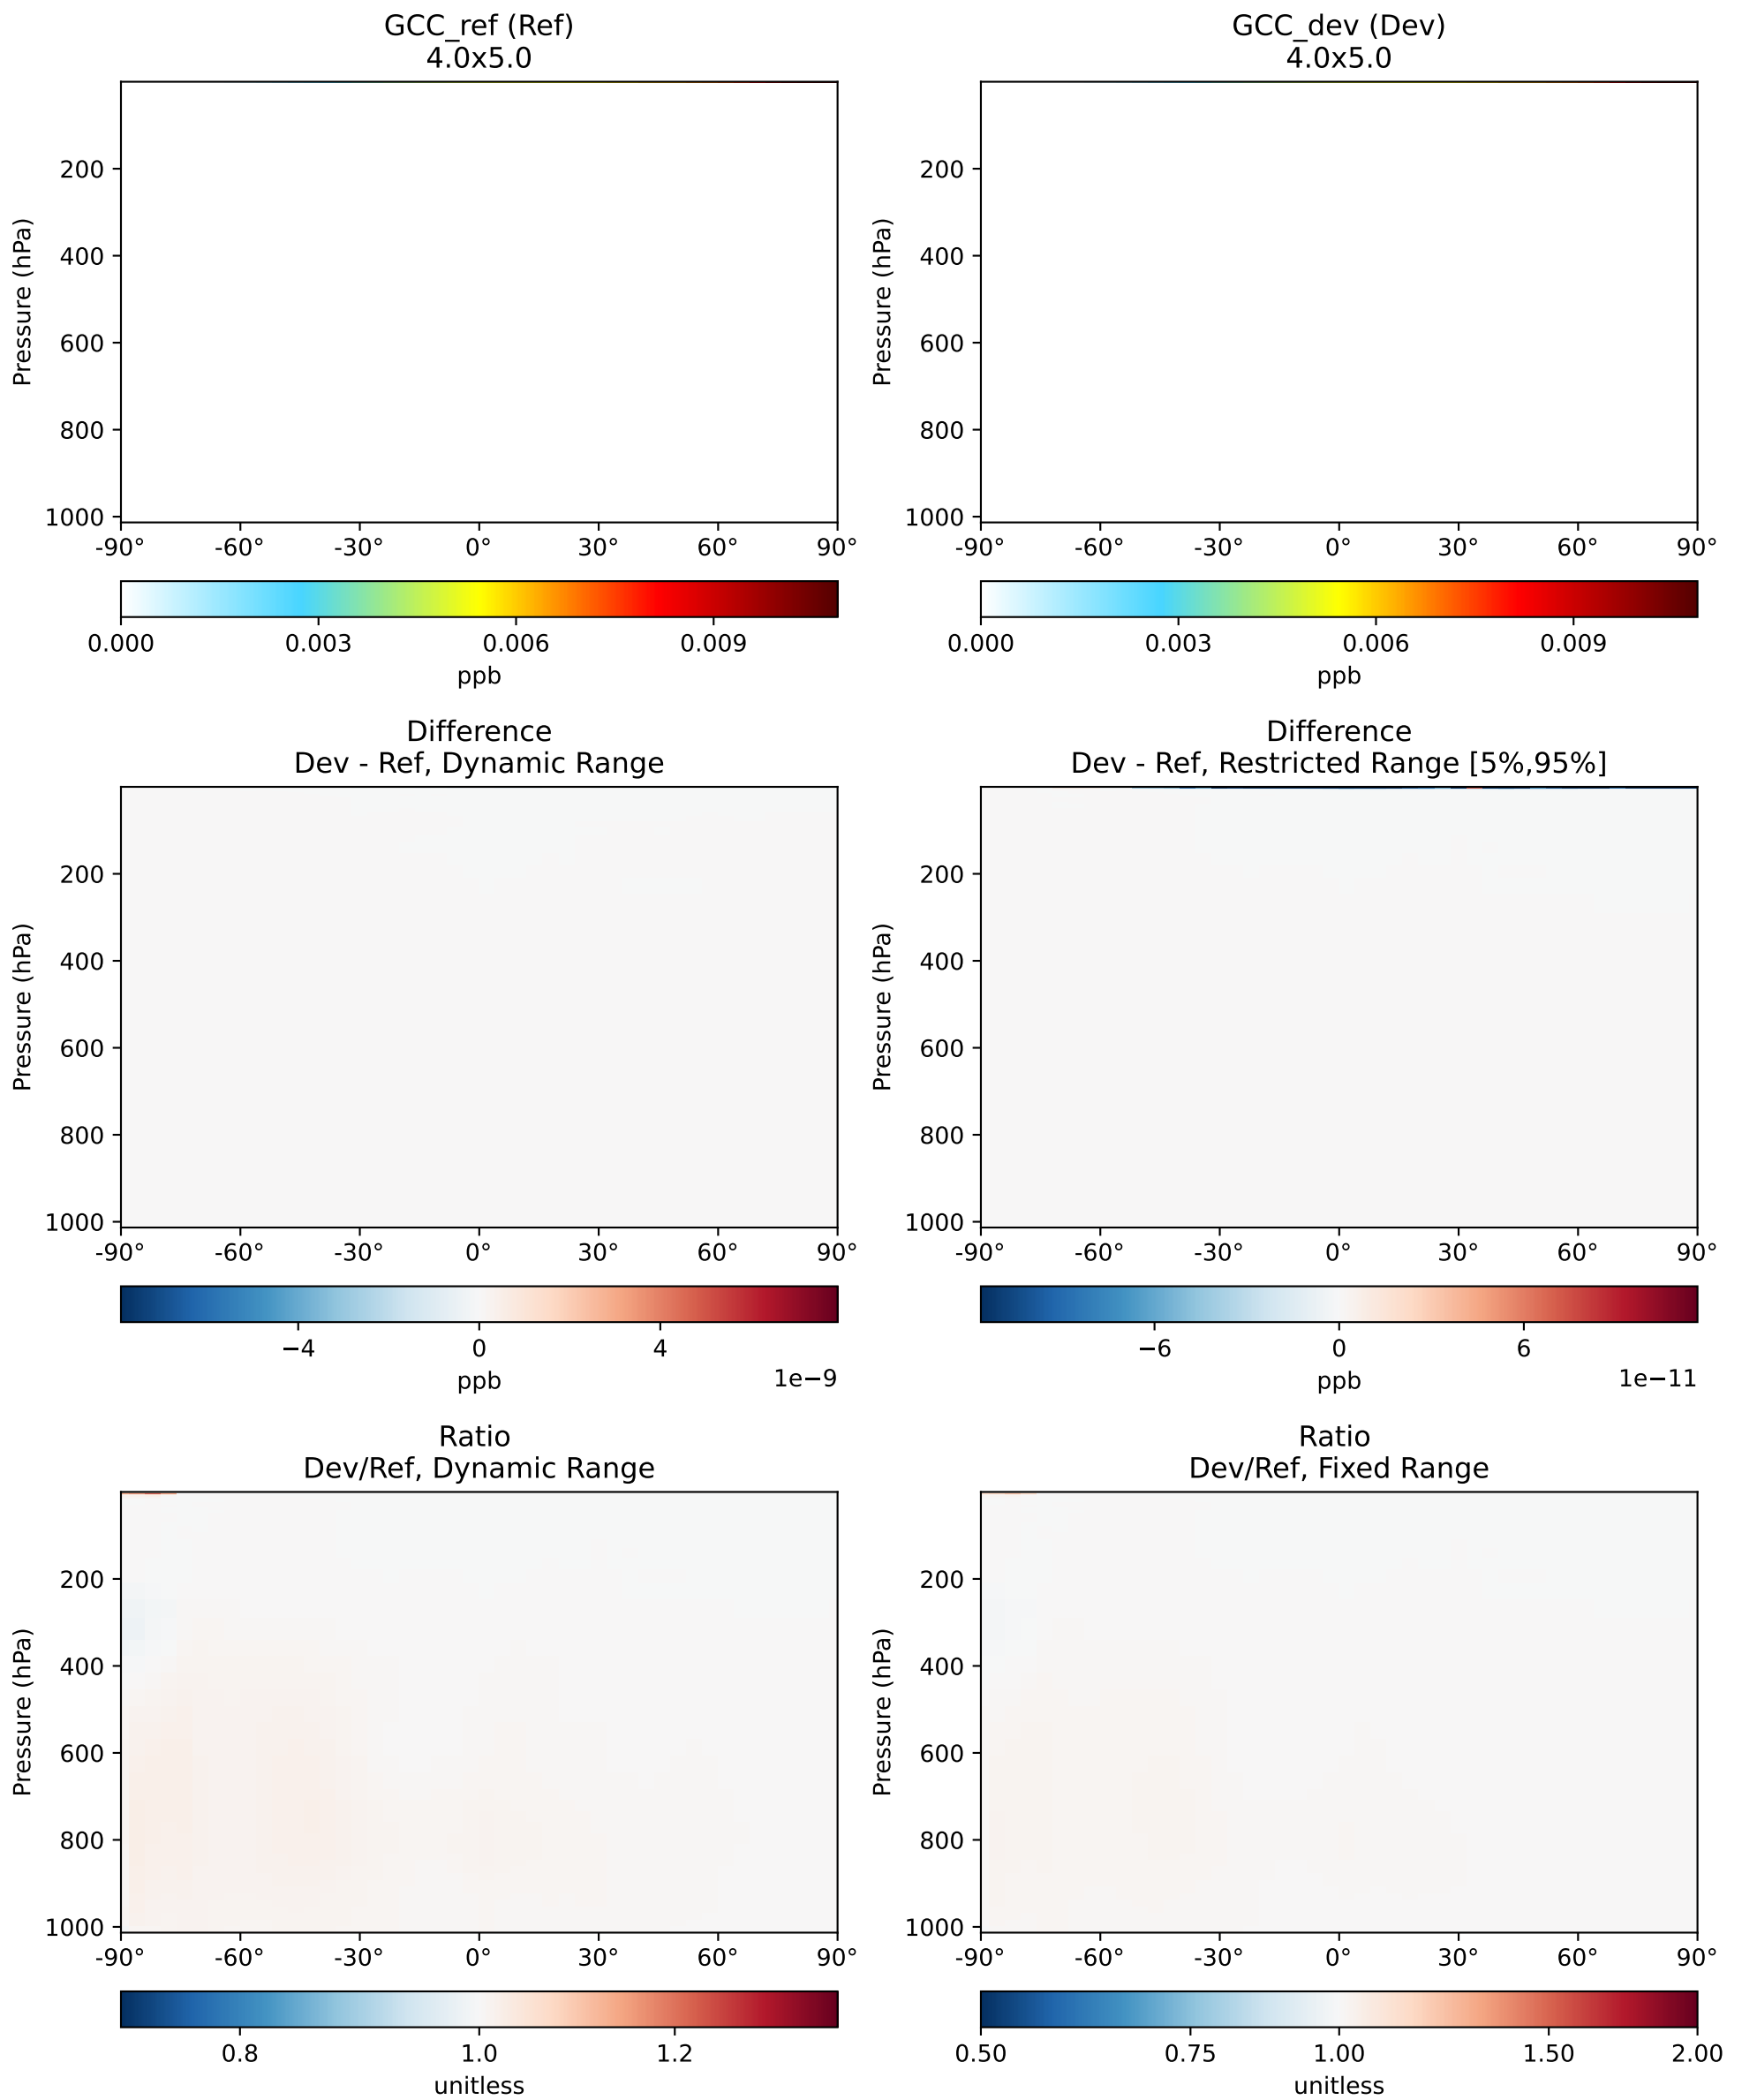 GCC_ref (Ref)
4.0x5.0
GCC_dev (Dev)
4.0x5.0
Pressure (hPa)
200
400
600
800
1000
-90° -60° -30° 0° 30° 60° 90°
0.000 0.003 0.006 0.009
ppb
Pressure (hPa)
200
400
600
800
1000
-90° -60° -30° 0° 30° 60° 90°
0.000 0.003 0.006 0.009
ppb
Difference
Dev - Ref, Dynamic Range
Pressure (hPa)
200
400
600
800
1000
-90° -60° -30° 0° 30° 60° 90°
−4 0 4
ppb 1e−9
Difference
Dev - Ref, Restricted Range [5%,95%]
Pressure (hPa)
200
400
600
800
1000
-90° -60° -30° 0° 30° 60° 90°
−6 0 6
ppb 1e−11
Ratio
Dev/Ref, Dynamic Range
Pressure (hPa)
200
400
600
800
1000
-90° -60° -30° 0° 30° 60° 90°
0.8 1.0 1.2
unitless
Ratio
Dev/Ref, Fixed Range
Pressure (hPa)
200
400
600
800
1000
-90° -60° -30° 0° 30° 60° 90°
0.50 0.75 1.00 1.50 2.00
unitless